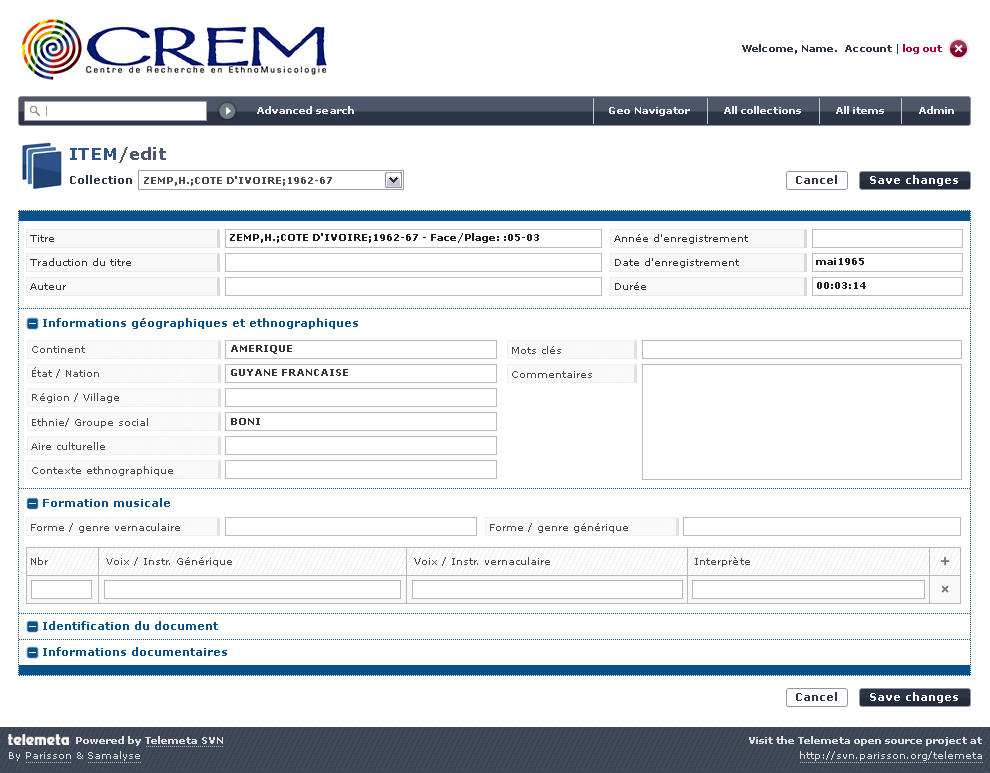 CREM
Centre de Recherche en EthnoMusicologie
Welcome, Name. Account | log out
Advanced search
Geo Navigator
All collections
All items
Admin
ITEM/edit
Collection ZEMP,H.;COTE D'IVOIRE;1962-67
Cancel
Save changes
Titre ZEMP,H.;COTE D'IVOIRE;1962-67 - Face/Plage: :05-03
Année d'enregistrement
Traduction du titre
Date d'enregistrement mai1965
Auteur
Durée 00:03:14
Informations géographiques et ethnographiques
Continent AMERIQUE
Mots clés
État / Nation GUYANE FRANCAISE
Commentaires
Région / Village
Ethnie/ Groupe social BONI
Aire culturelle
Contexte ethnographique
Formation musicale
Forme / genre vernaculaire
Forme / genre générique
Nbr
Voix / Instr. Générique
Voix / Instr. vernaculaire
Interprète
Identification du document
Informations documentaires
Cancel
Save changes
telemeta Powered by Telemeta SVN
By Parisson & Samalyse
Visit the Telemeta open source project at
http://svn.parisson.org/telemeta